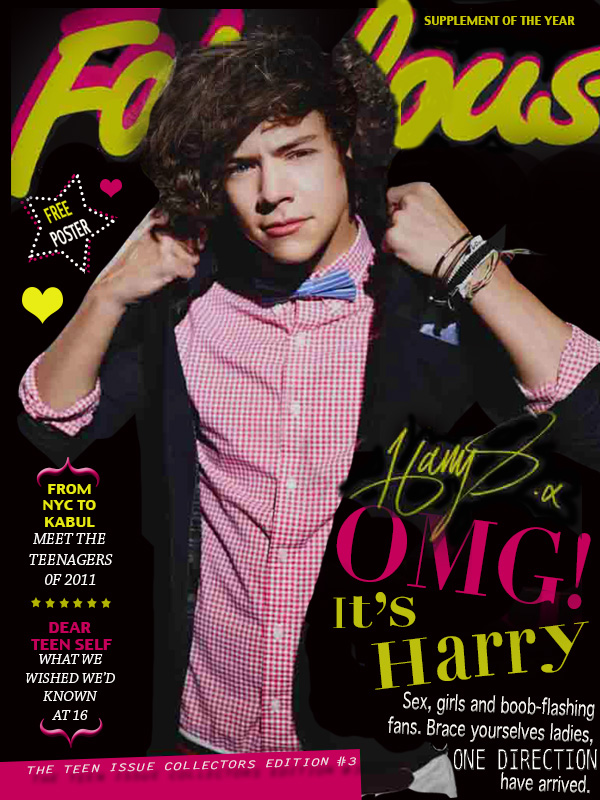 SUPPLEMENT OF THE YEAR
Fabulous
FREE
POSTER
Harry S. x
OMG!
It's
Harry
Sex, girls and boob-flashing
fans. Brace yourselves ladies,
ONE DIRECTION
have arrived.
FROM
NYC TO
KABUL
MEET THE
TEENAGERS
OF 2011
DEAR
TEEN SELF
WHAT WE
WISHED WE'D
KNOWN
AT 16
THE TEEN ISSUE COLLECTORS EDITION #3